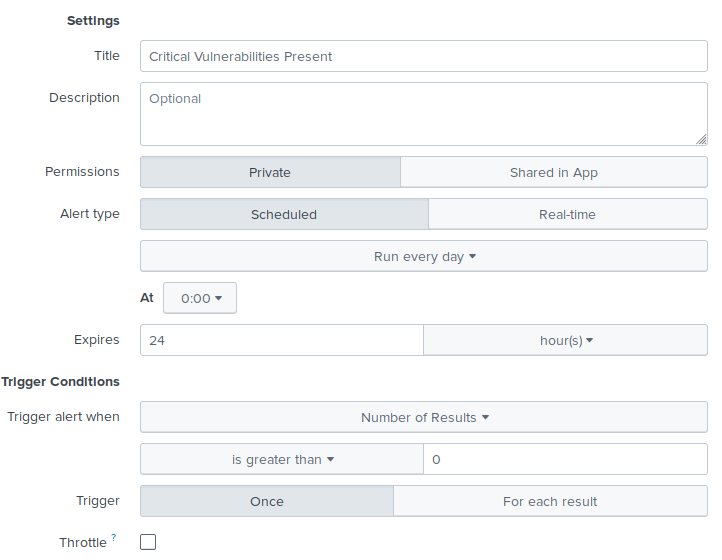 Settings
Title Critical Vulnerabilities Present
Description Optional
Permissions Private Shared in App
Alert type Scheduled Real-time
Run every day
At 0:00
Expires 24 hour(s)
Trigger Conditions
Trigger alert when Number of Results
is greater than 0
Trigger Once For each result
Throttle ?